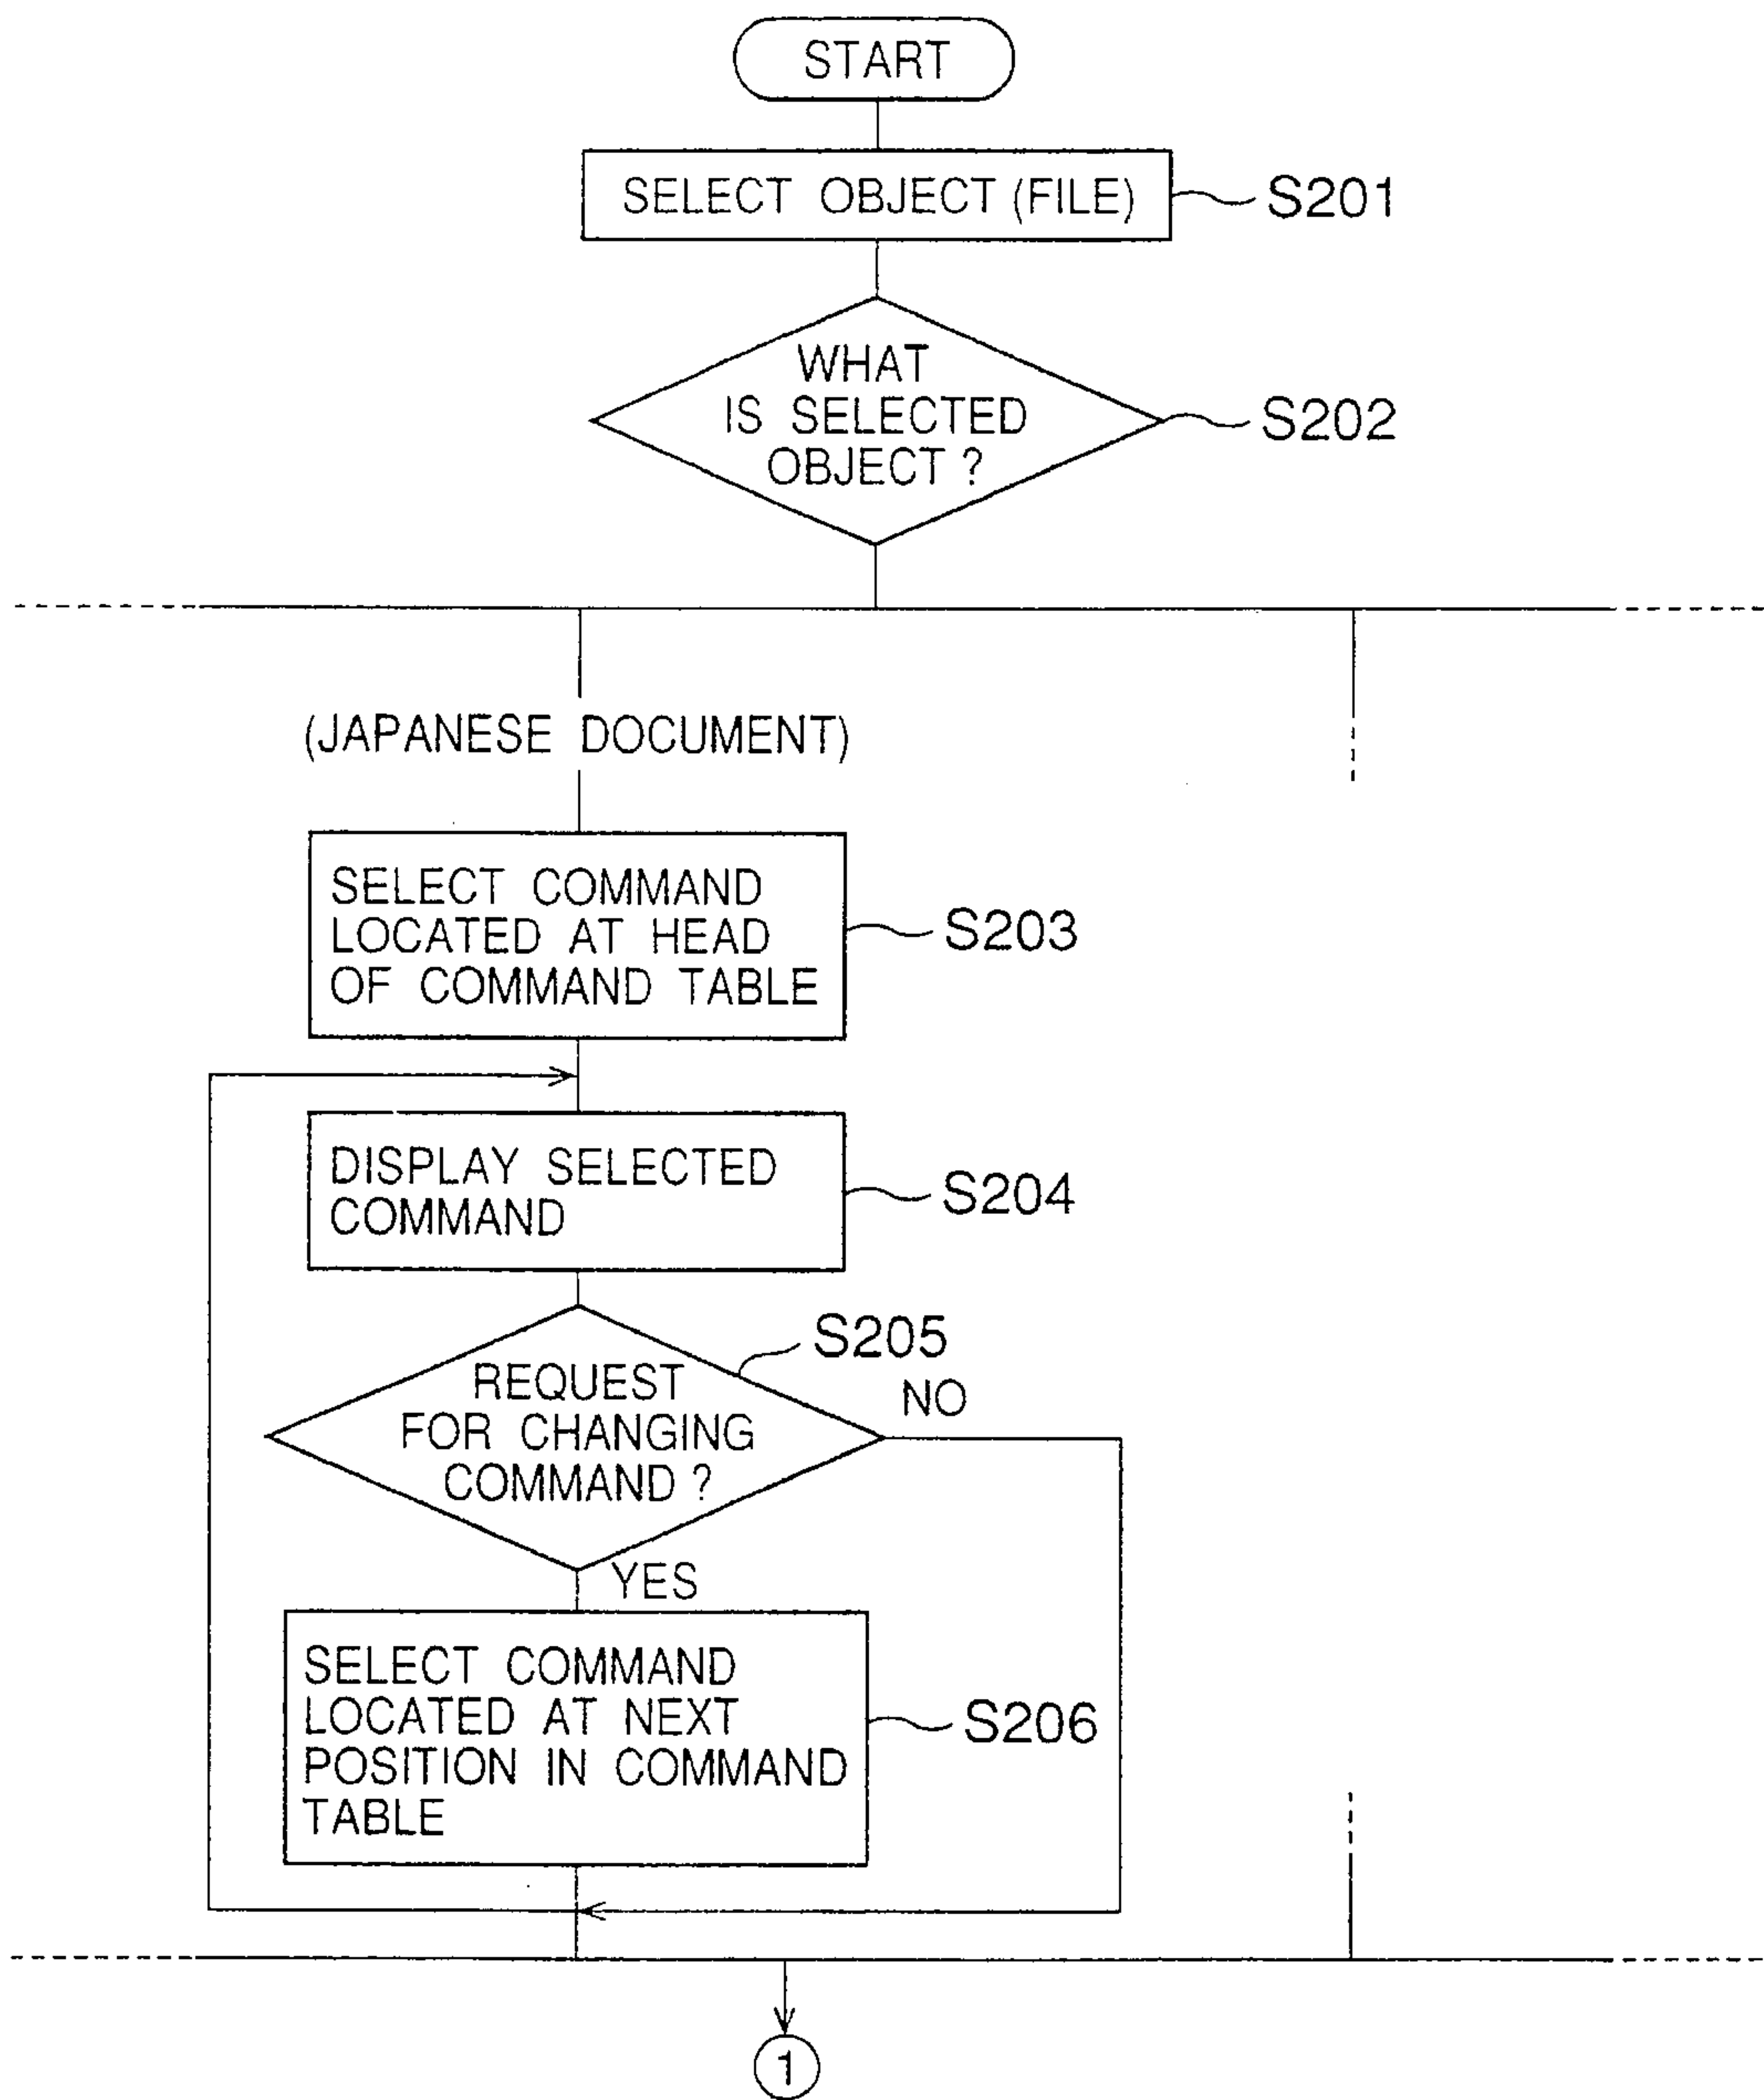 START
SELECT OBJECT (FILE)
S201
WHAT
IS SELECTED
OBJECT ?
S202
(JAPANESE DOCUMENT)
SELECT COMMAND
LOCATED AT HEAD
OF COMMAND TABLE
S203
DISPLAY SELECTED
COMMAND
S204
S205
REQUEST
FOR CHANGING
COMMAND ?
NO
YES
SELECT COMMAND
LOCATED AT NEXT
POSITION IN COMMAND
TABLE
S206
1